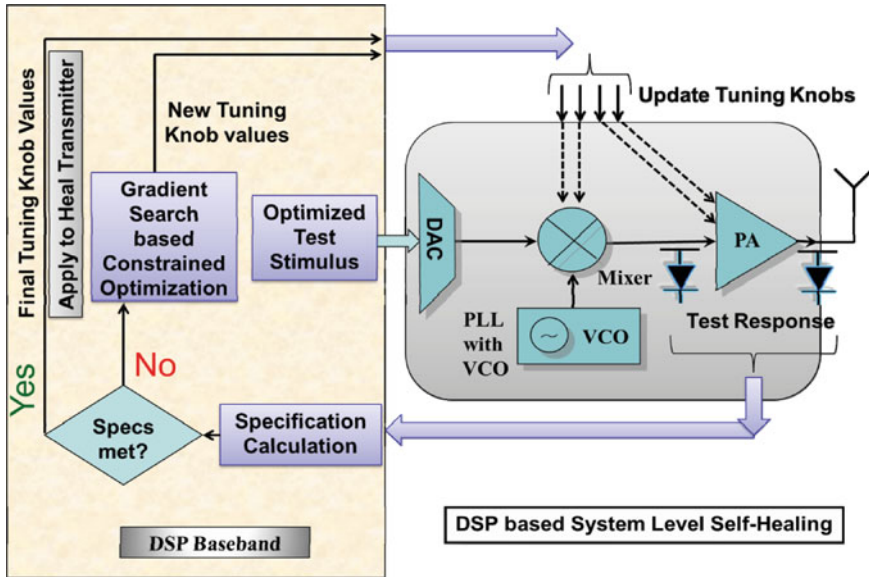 Final Tuning Knob Values
Apply to Heal Transmitter
Yes
New Tuning
Knob values
Gradient
Search
based
Constrained
Optimization
Optimized
Test
Stimulus
No
Specs
met?
Specification
Calculation
DSP Baseband
Update Tuning Knobs
DAC
Mixer
PA
PLL
with
VCO
~
VCO
Test Response
DSP based System Level Self-Healing